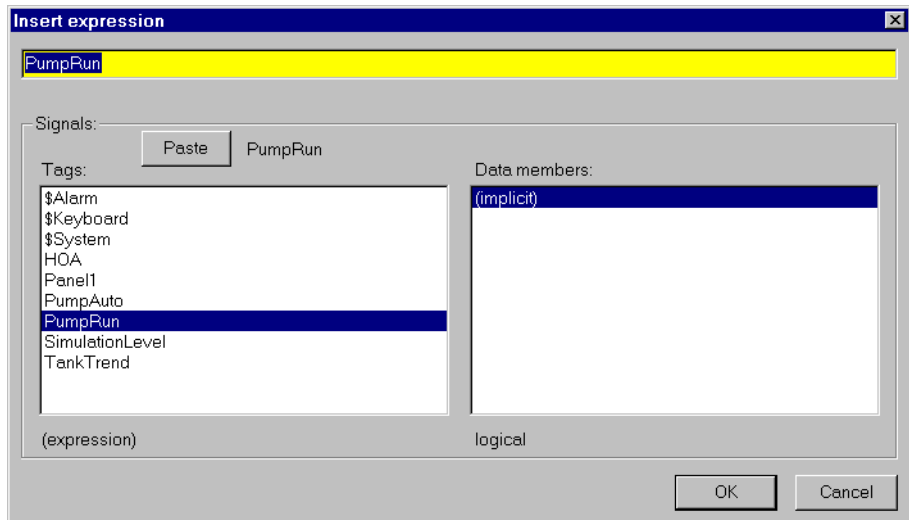 Insert expression
PumpRun
Signals:
Paste PumpRun
Tags:
Data members:
$Alarm
$Keyboard
$System
HOA
Panel1
PumpAuto
PumpRun
SimulationLevel
TankTrend
(implicit)
(expression)
logical
OK
Cancel